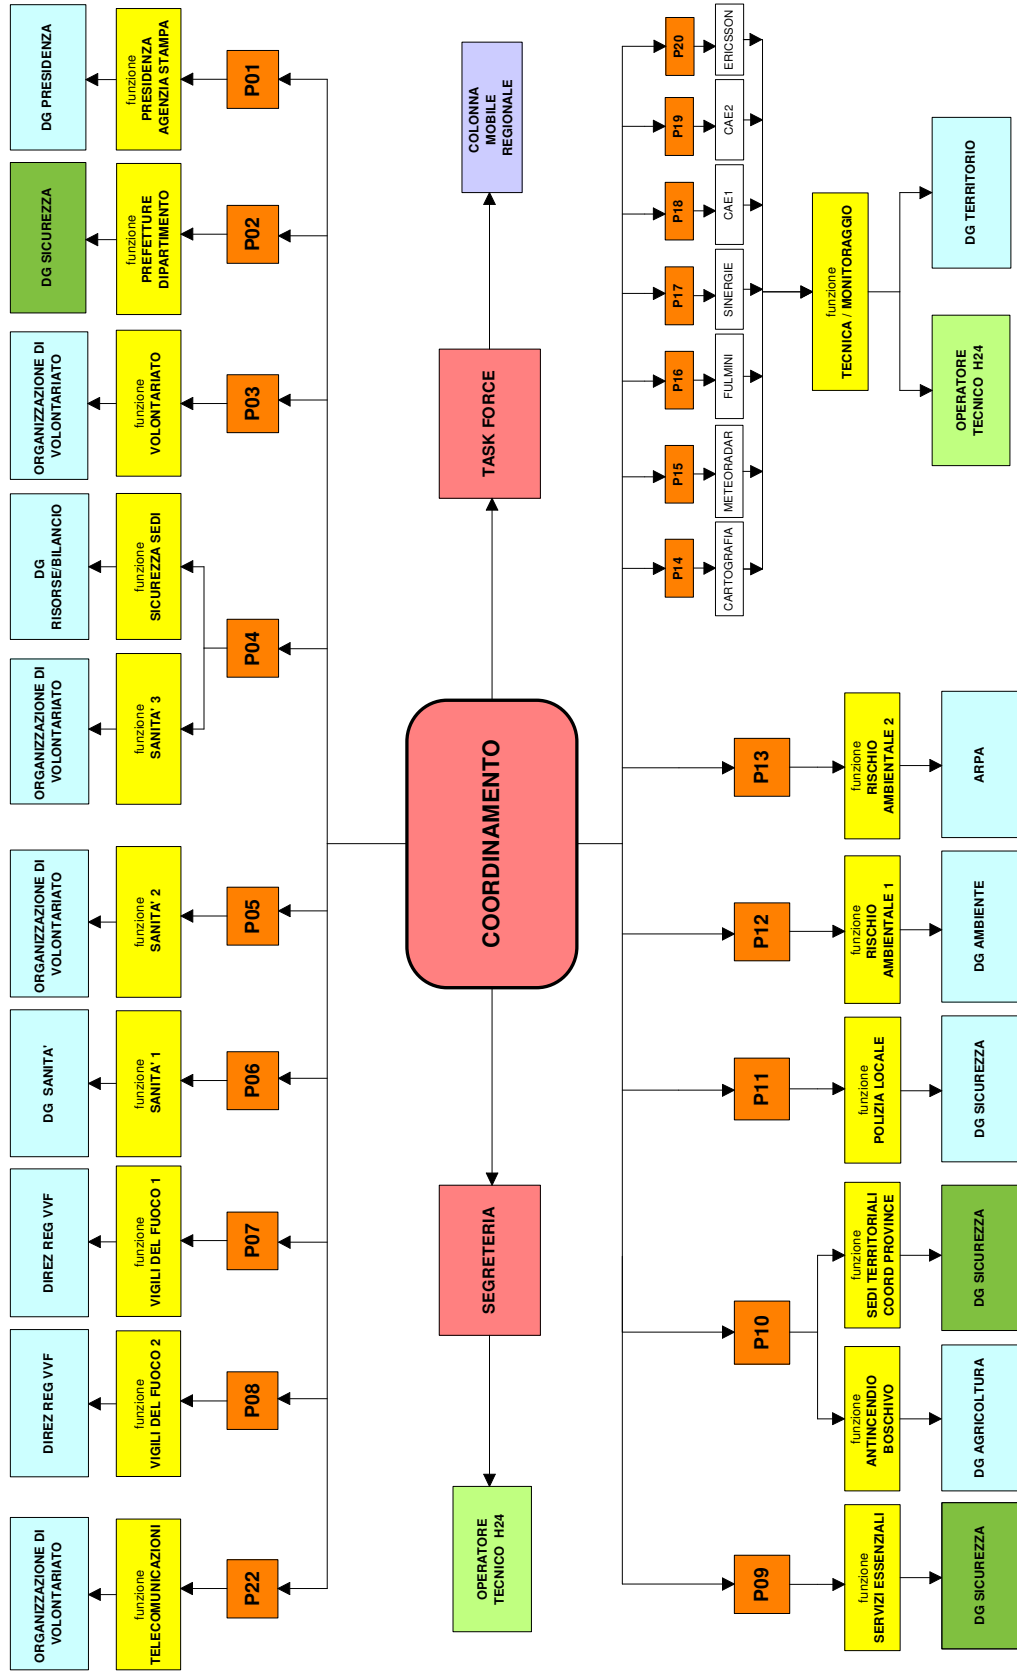 ORGANIZZAZIONE DI
VOLONTARIATO
DIREZ REG VVF
DIREZ REG VVF
DG SANITA'
ORGANIZZAZIONE DI
VOLONTARIATO
ORGANIZZAZIONE DI
VOLONTARIATO
DG
RISORSE/BILANCIO
ORGANIZZAZIONE DI
VOLONTARIATO
DG SICUREZZA
DG PRESIDENZA
funzione
TELECOMUNICAZIONI
funzione
VIGILI DEL FUOCO 2
funzione
VIGILI DEL FUOCO 1
funzione
SANITA' 1
funzione
SANITA' 2
funzione
SANITA' 3
funzione
SICUREZZA SEDI
funzione
VOLONTARIATO
funzione
PREFETTURE
DIPARTIMENTO
funzione
PRESIDENZA
AGENZIA STAMPA
P22
P08
P07
P06
P05
P04
P03
P02
P01
OPERATORE
TECNICO H24
SEGRETERIA
COORDINAMENTO
TASK FORCE
COLONNA
MOBILE
REGIONALE
P09
P10
P11
P12
P13
P14
P15
P16
P17
P18
P19
P20
CARTOGRAFIA
METEORADAR
FULMINI
SINERGIE
CAE1
CAE2
ERICSSON
funzione
SERVIZI ESSENZIALI
funzione
ANTINCENDIO
BOSCHIVO
funzione
SEDI TERRITORIALI
COORD PROVINCE
funzione
POLIZIA LOCALE
funzione
RISCHIO
AMBIENTALE 1
funzione
RISCHIO
AMBIENTALE 2
funzione
TECNICA / MONITORAGGIO
DG SICUREZZA
DG AGRICOLTURA
DG SICUREZZA
DG SICUREZZA
DG AMBIENTE
ARPA
OPERATORE
TECNICO H24
DG TERRITORIO